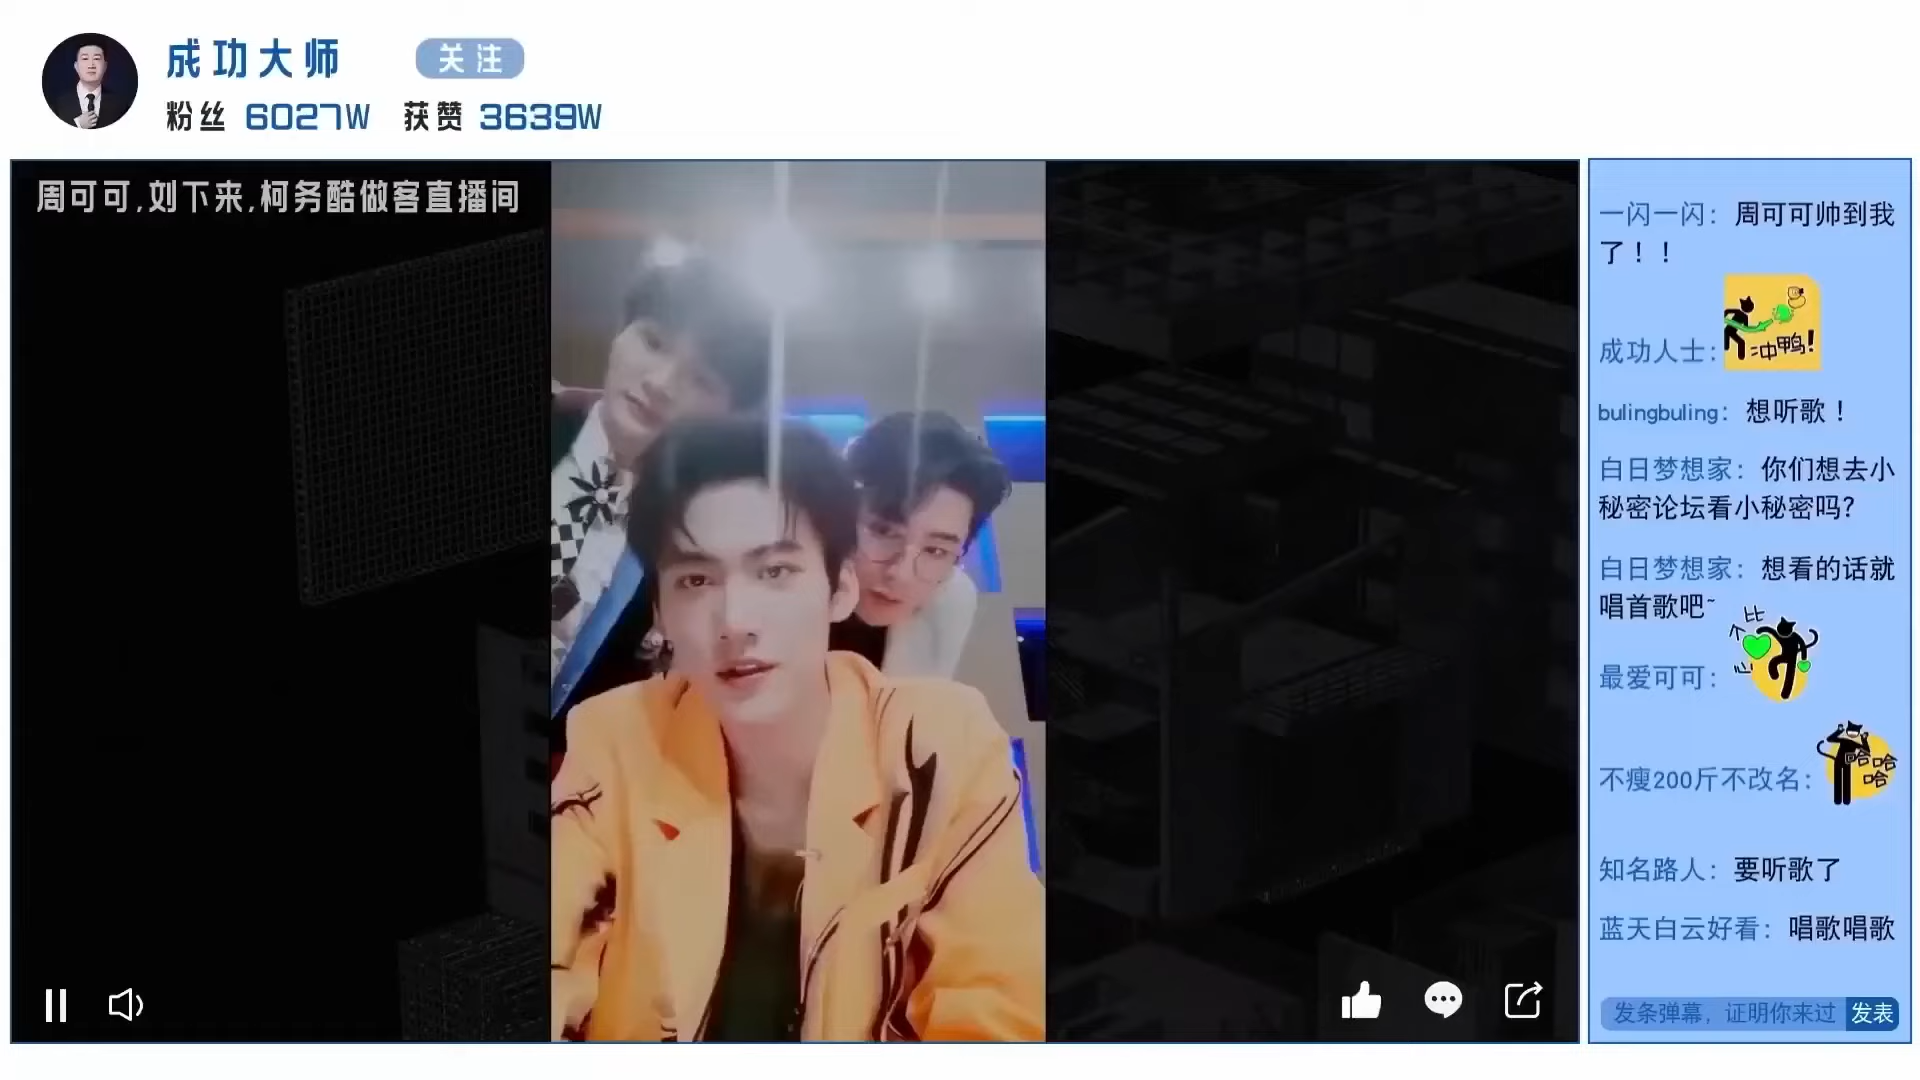 成功大师
关注
粉丝 6027W 获赞 3639W
周可可,刘下来,柯务酷做客直播间
一闪一闪：周可可帅到我
了！！
成功人士：
冲鸭!
bulingbuling：想听歌！
白日梦想家：你们想去小
秘密论坛看小秘密吗?
白日梦想家：想看的话就
唱首歌吧~
比
个
心
最爱可可：
不瘦200斤不改名：
哈哈
哈
知名路人：要听歌了
蓝天白云好看：唱歌唱歌
发条弹幕，证明你来过 发表